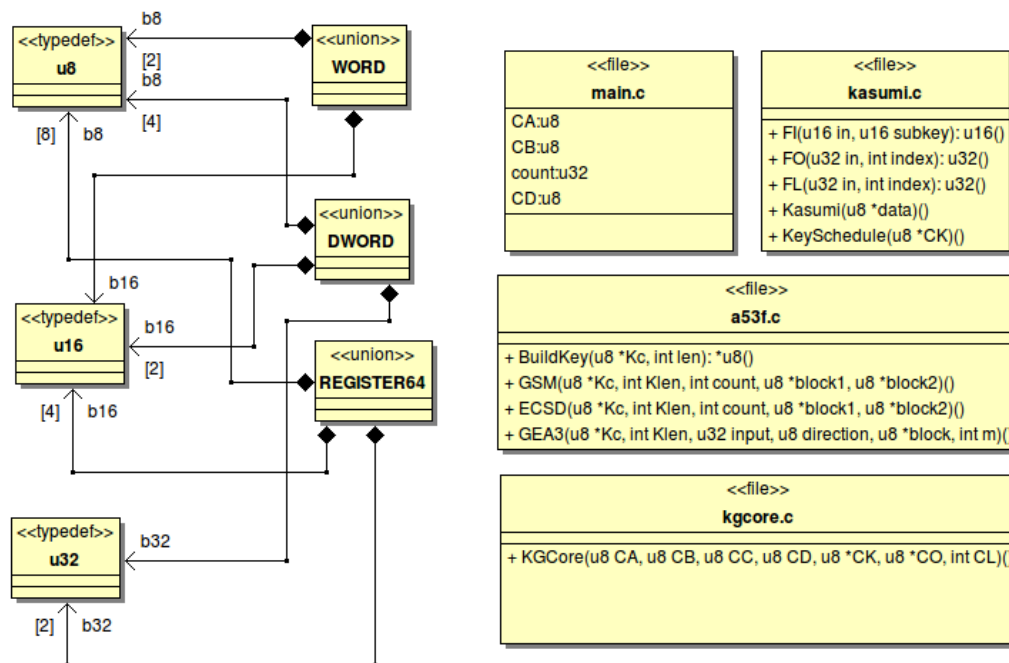 b8
<<typedef>>
u8
[2]
b8
[4]
[8]
b8
<<union>>
WORD
<<union>>
DWORD
b16
<<typedef>>
u16
b16
[2]
[4]
b16
<<union>>
REGISTER64
<<typedef>>
u32
b32
[2]
b32
<<file>>
main.c
CA:u8
CB:u8
count:u32
CD:u8
<<file>>
kasumi.c
+ FI(u16 in, u16 subkey): u16()
+ FO(u32 in, int index): u32()
+ FL(u32 in, int index): u32()
+ Kasumi(u8 *data)()
+ KeySchedule(u8 *CK)()
<<file>>
a53f.c
+ BuildKey(u8 *Kc, int len): *u8()
+ GSM(u8 *Kc, int Klen, int count, u8 *block1, u8 *block2)()
+ ECSD(u8 *Kc, int Klen, int count, u8 *block1, u8 *block2)()
+ GEA3(u8 *Kc, int Klen, u32 input, u8 direction, u8 *block, int m)()
<<file>>
kgcore.c
+ KGCore(u8 CA, u8 CB, u8 CC, u8 CD, u8 *CK, u8 *CO, int CL)()